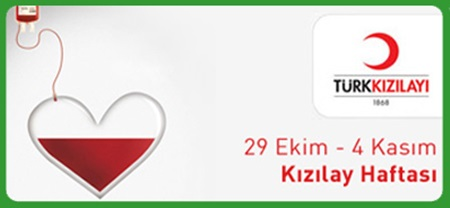 TÜRKKIZILAYI
1868
29 Ekim - 4 Kasım
Kızılay Haftası